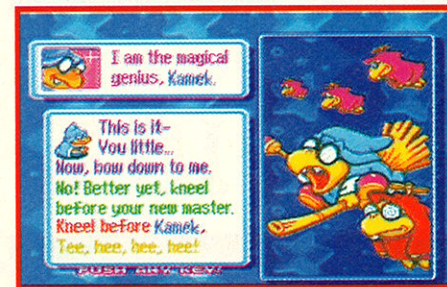 I am the magical
genius, Kamek.
This is it-
You little...
Now, bow down to me.
No! Better yet, kneel
before your new master.
Kneel before Kamek,
Tee, hee, hee, hee!
PUSH ANY KEY!